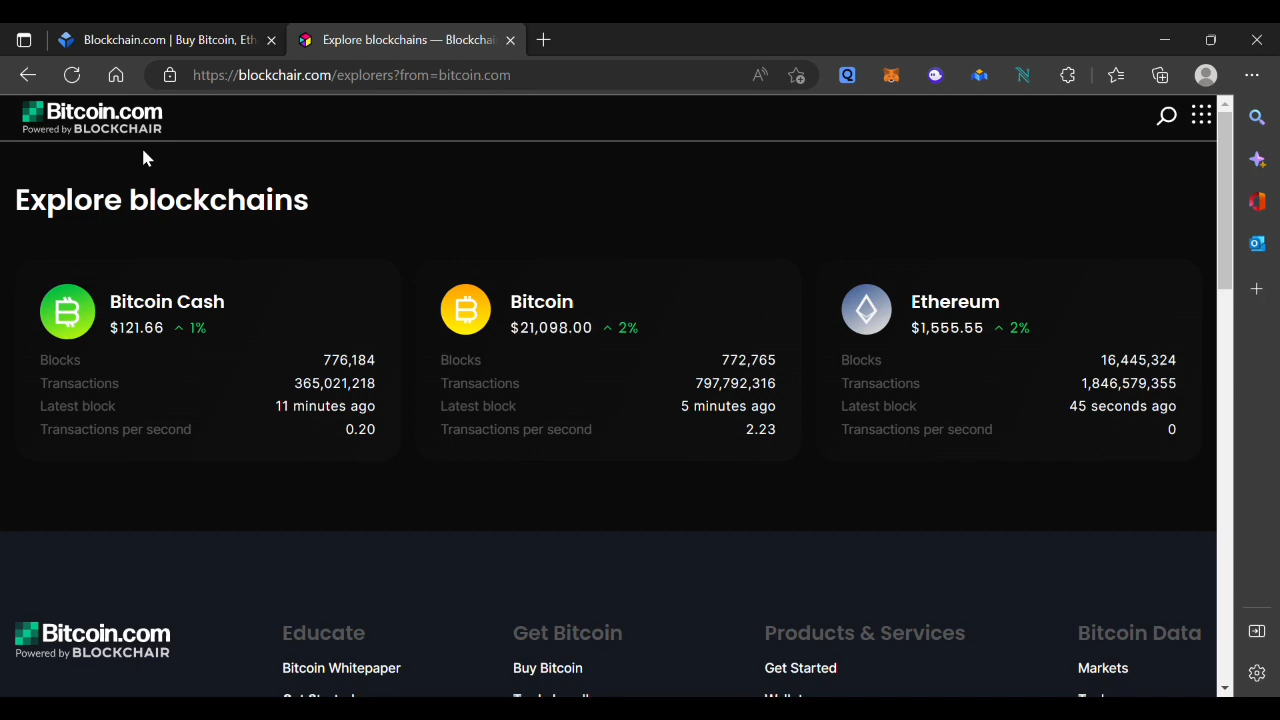 Blockchain.com | Buy Bitcoin, Eth
Explore blockchains — Blockchai
https://blockchair.com/explorers?from=bitcoin.com
Bitcoin.com
Powered by BLOCKCHAIR
Explore blockchains
Bitcoin Cash
$121.66 1%
Blocks 776,184
Transactions 365,021,218
Latest block 11 minutes ago
Transactions per second 0.20
Bitcoin
$21,098.00 2%
Blocks 772,765
Transactions 797,792,316
Latest block 5 minutes ago
Transactions per second 2.23
Ethereum
$1,555.55 2%
Blocks 16,445,324
Transactions 1,846,579,355
Latest block 45 seconds ago
Transactions per second 0
Bitcoin.com
Powered by BLOCKCHAIR
Educate
Bitcoin Whitepaper
Get Bitcoin
Buy Bitcoin
Products & Services
Get Started
Bitcoin Data
Markets